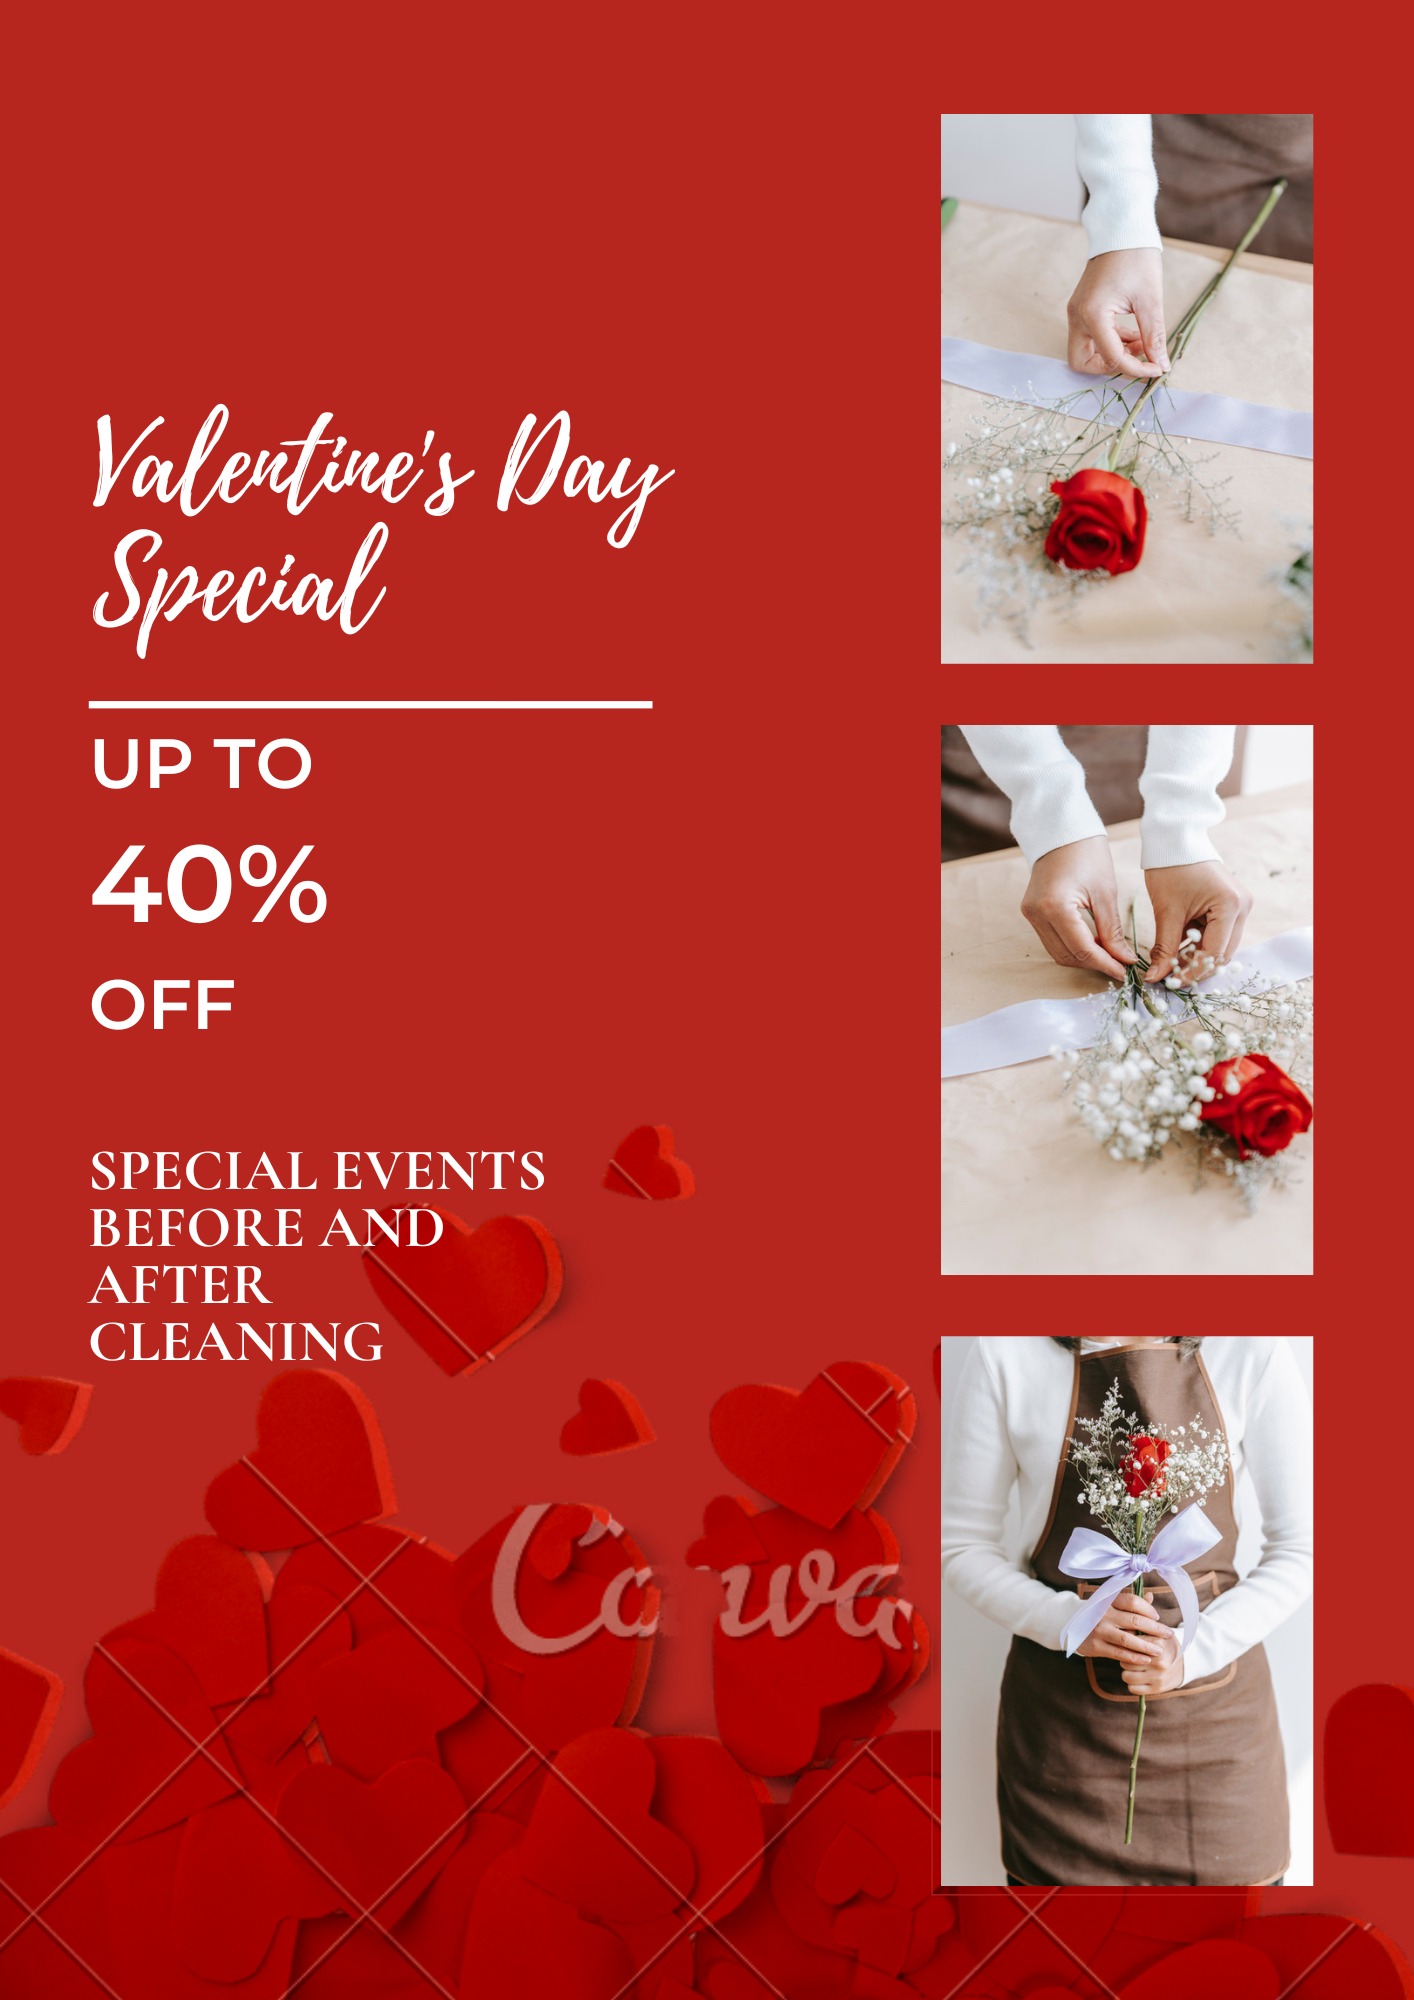 Valentine's Day
Special
UP TO
40%
OFF
SPECIAL EVENTS
BEFORE AND
AFTER
CLEANING
Canva